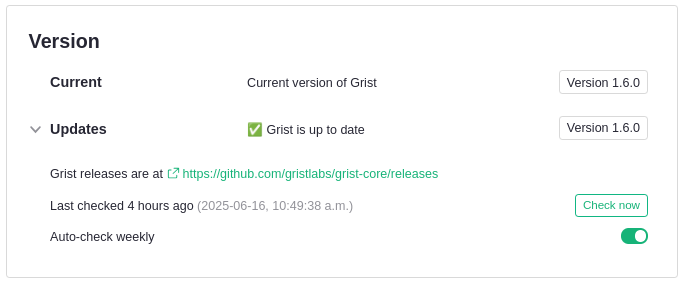 Version
Current Current version of Grist Version 1.6.0
Updates ✅ Grist is up to date Version 1.6.0
Grist releases are at https://github.com/gristlabs/grist-core/releases
Last checked 4 hours ago (2025-06-16, 10:49:38 a.m.) Check now
Auto-check weekly